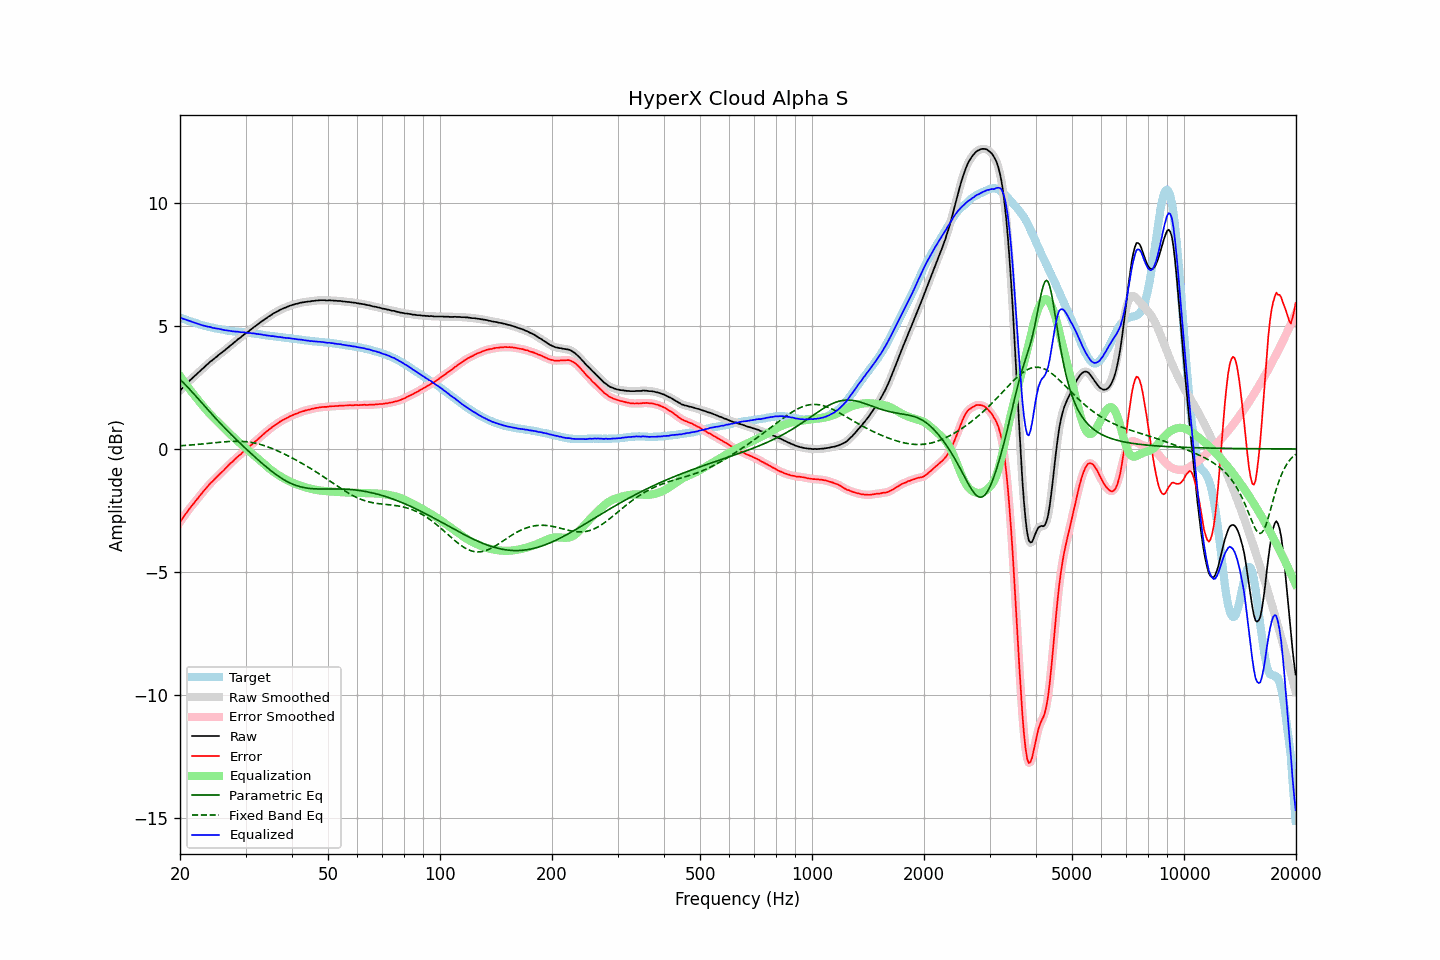 HyperX Cloud Alpha S
Amplitude (dBr)
10
5
0
−5
−10
−15
Target
Raw Smoothed
Error Smoothed
Raw
Error
Equalization
Parametric Eq
Fixed Band Eq
Equalized
20 50 100 200 500 1000 2000 5000 10000 20000
Frequency (Hz)